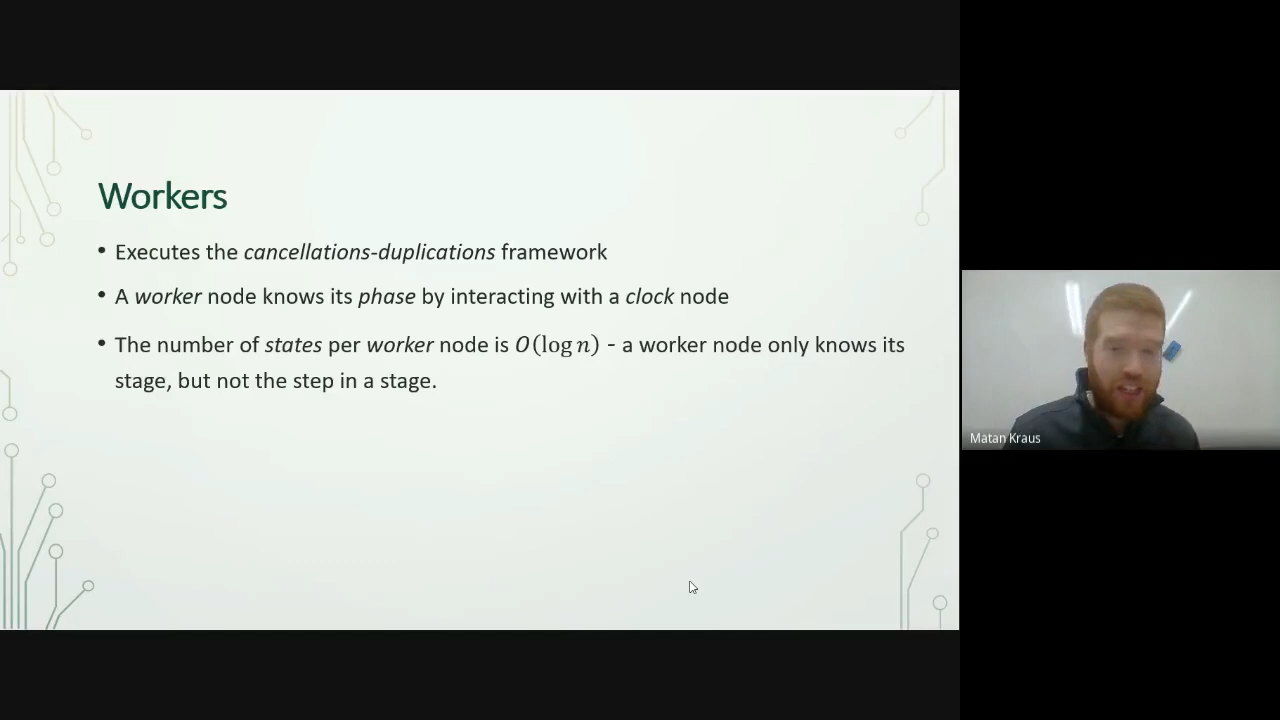 Workers
• Executes the cancellations-duplications framework
• A worker node knows its phase by interacting with a clock node
• The number of states per worker node is O(log n) - a worker node only knows its
stage, but not the step in a stage.
Matan Kraus